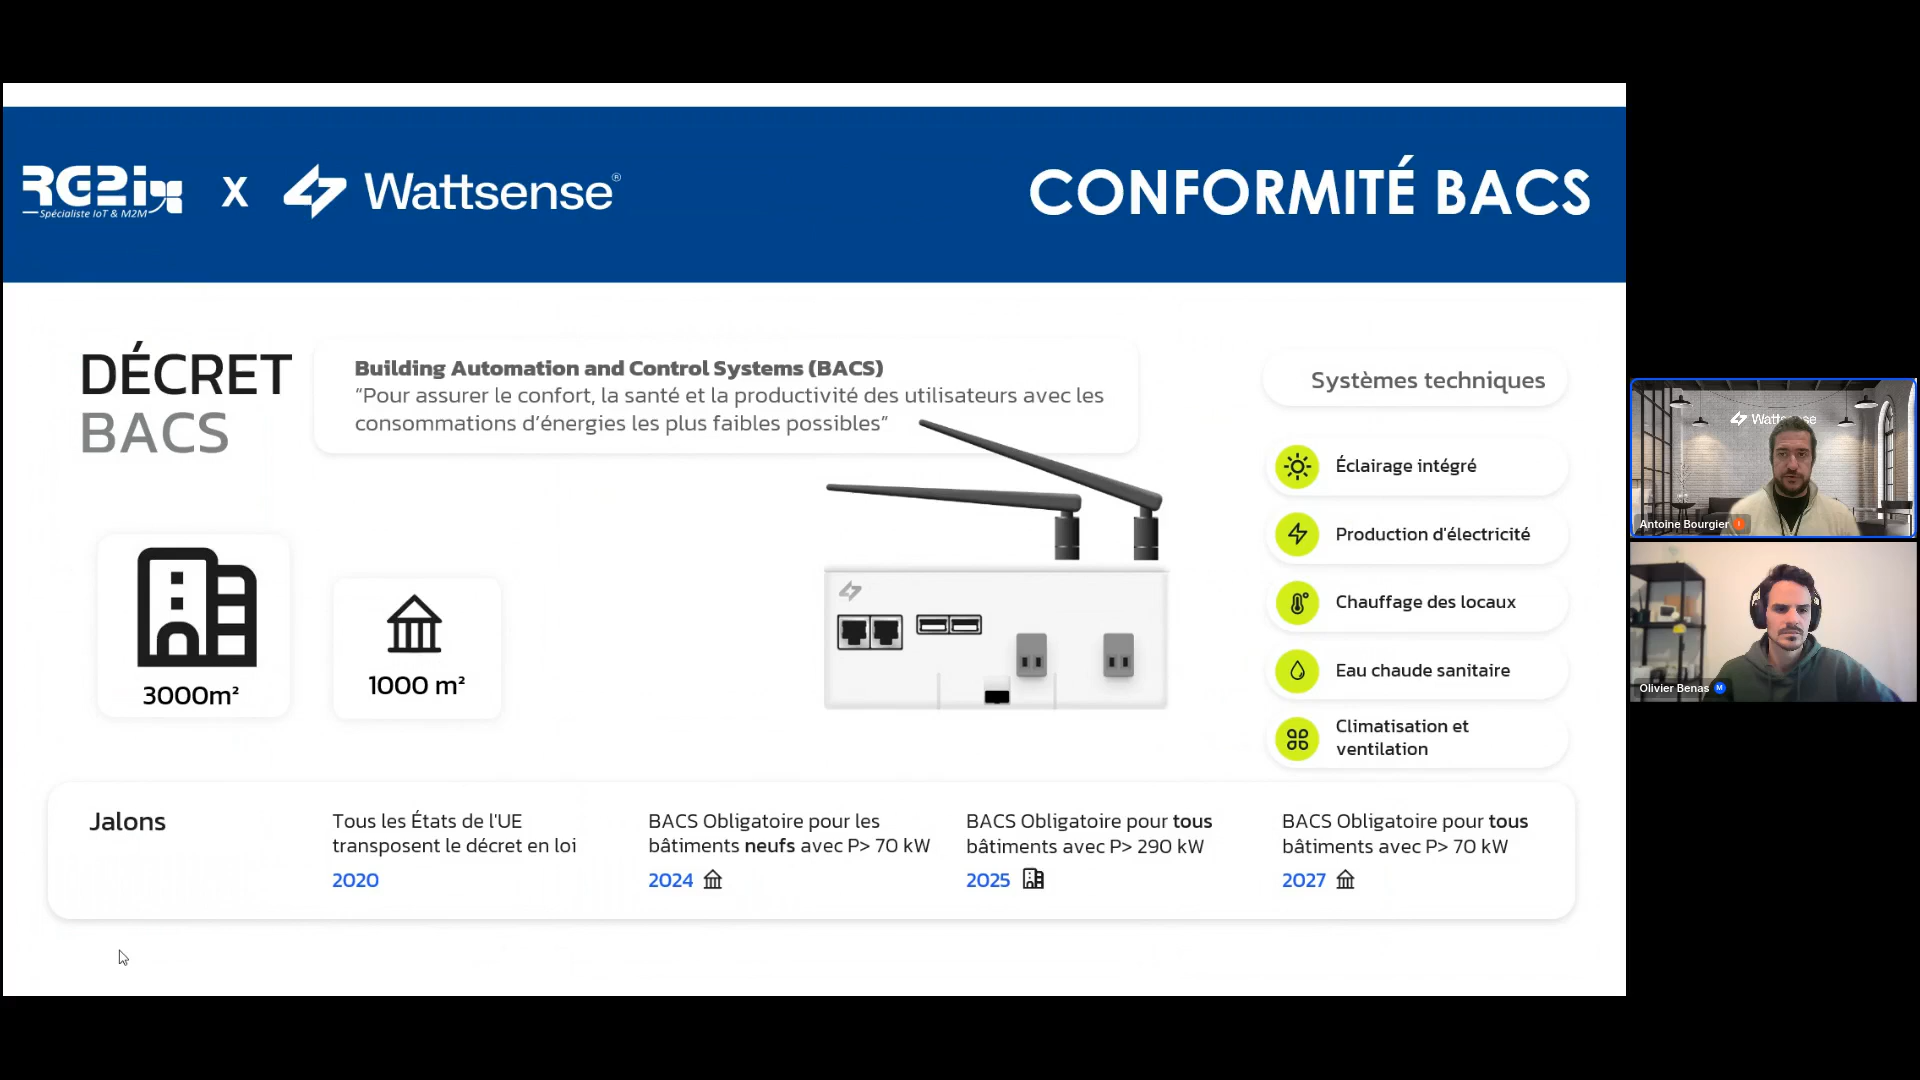 RG2i
Spécialiste IoT & M2M
X
Wattsense®
CONFORMITÉ BACS
DÉCRET
BACS
Building Automation and Control Systems (BACS)
“Pour assurer le confort, la santé et la productivité des utilisateurs avec les
consommations d’énergies les plus faibles possibles”
3000m²
1000 m²
Systèmes techniques
Éclairage intégré
Production d'électricité
Chauffage des locaux
Eau chaude sanitaire
Climatisation et
ventilation
Jalons
Tous les États de l'UE
transposent le décret en loi
2020
BACS Obligatoire pour les
bâtiments neufs avec P> 70 kW
2024
BACS Obligatoire pour tous
bâtiments avec P> 290 kW
2025
BACS Obligatoire pour tous
bâtiments avec P> 70 kW
2027
Wattsense
Antoine Bourgier
Olivier Benas M